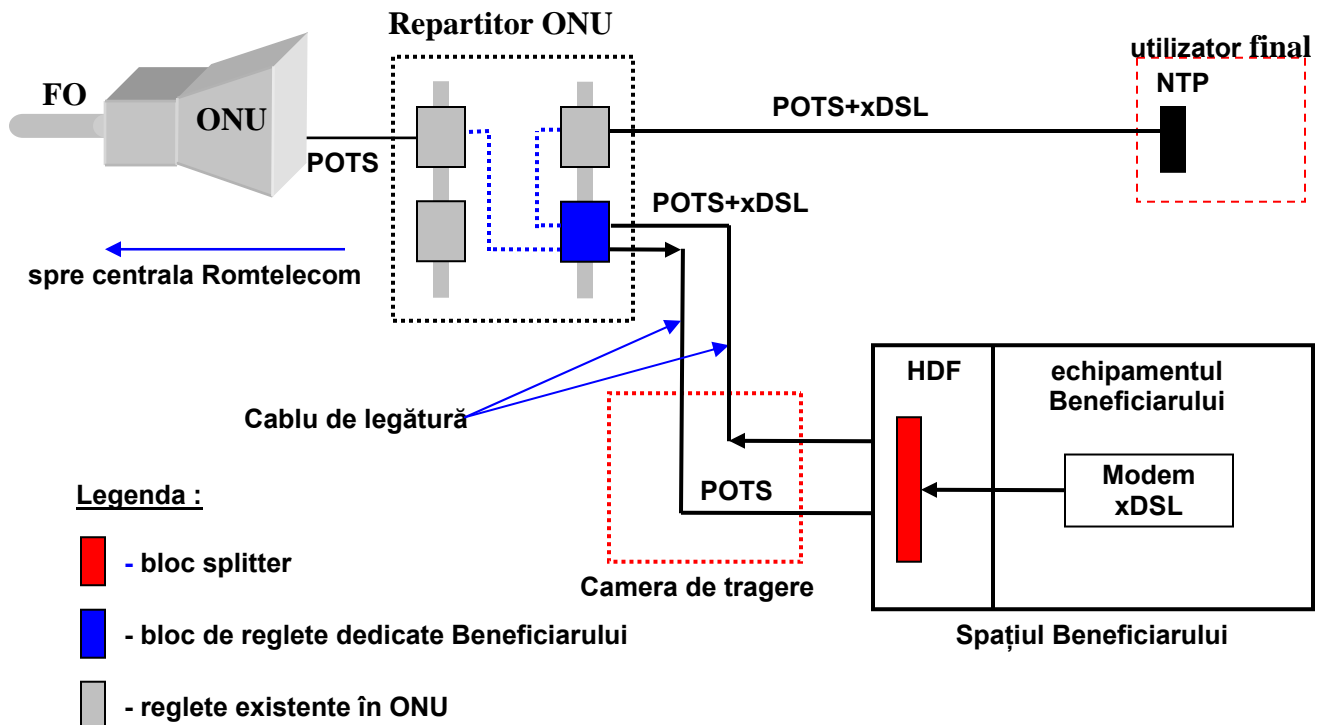 Repartitor ONU
utilizator final
NTP
FO
ONU
POTS
POTS+xDSL
POTS+xDSL
spre centrala Romtelecom
HDF
echipamentul
Beneficiarului
Cablu de legătură
Modem
xDSL
POTS
Legenda :
- bloc splitter
Camera de tragere
- bloc de reglete dedicate Beneficiarului
Spațiul Beneficiarului
- reglete existente în ONU